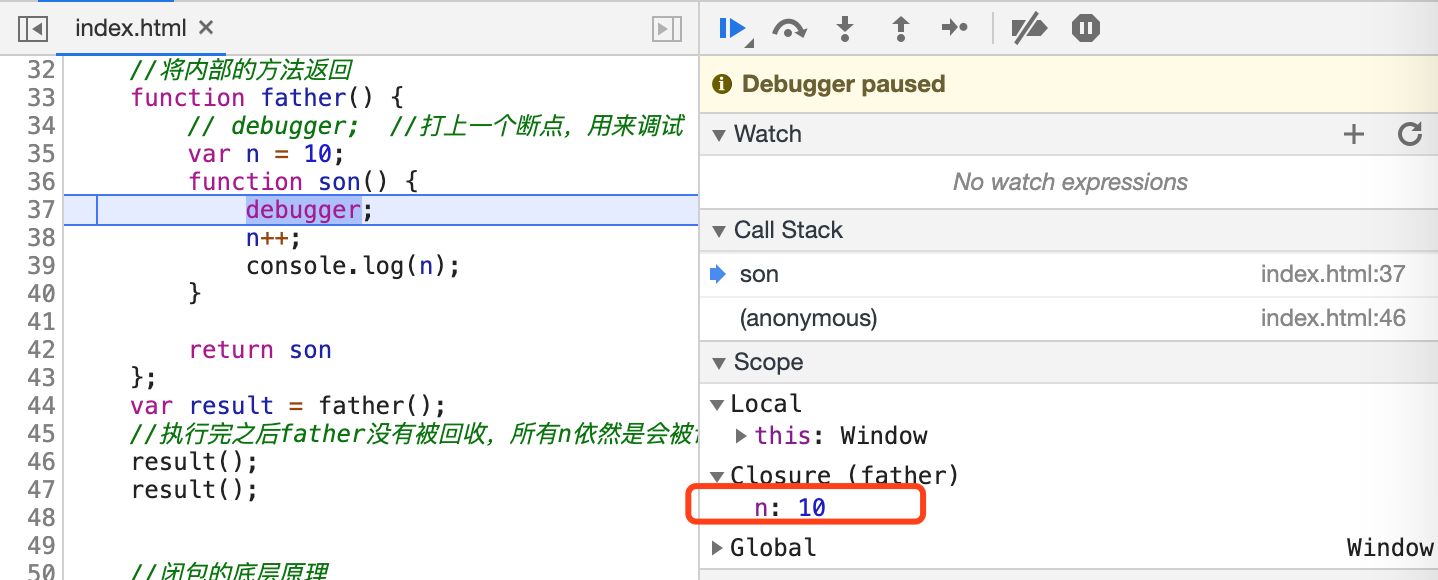 index.html ×
32 //将内部的方法返回
33 function father() {
34 // debugger; //打上一个断点，用来调试
35 var n = 10;
36 function son() {
37 debugger;
38 n++;
39 console.log(n);
40 }
41
42 return son
43 };
44 var result = father();
45 //执行完之后father没有被回收，所有n依然是会被
46 result();
47 result();
48
49
50 //闭包的底层原理
Debugger paused
Watch
No watch expressions
Call Stack
son index.html:37
(anonymous) index.html:46
Scope
Local
this: Window
Closure (father)
n: 10
Global Window